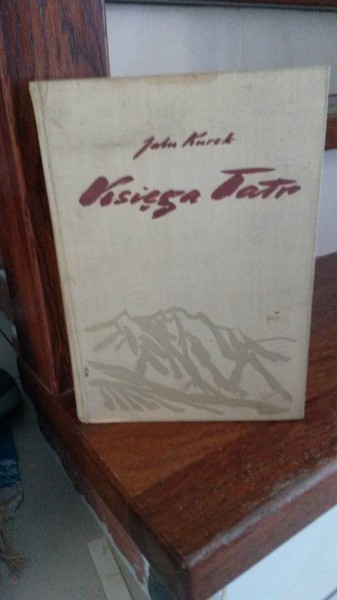 Jalu Kurek
Księga Tatr